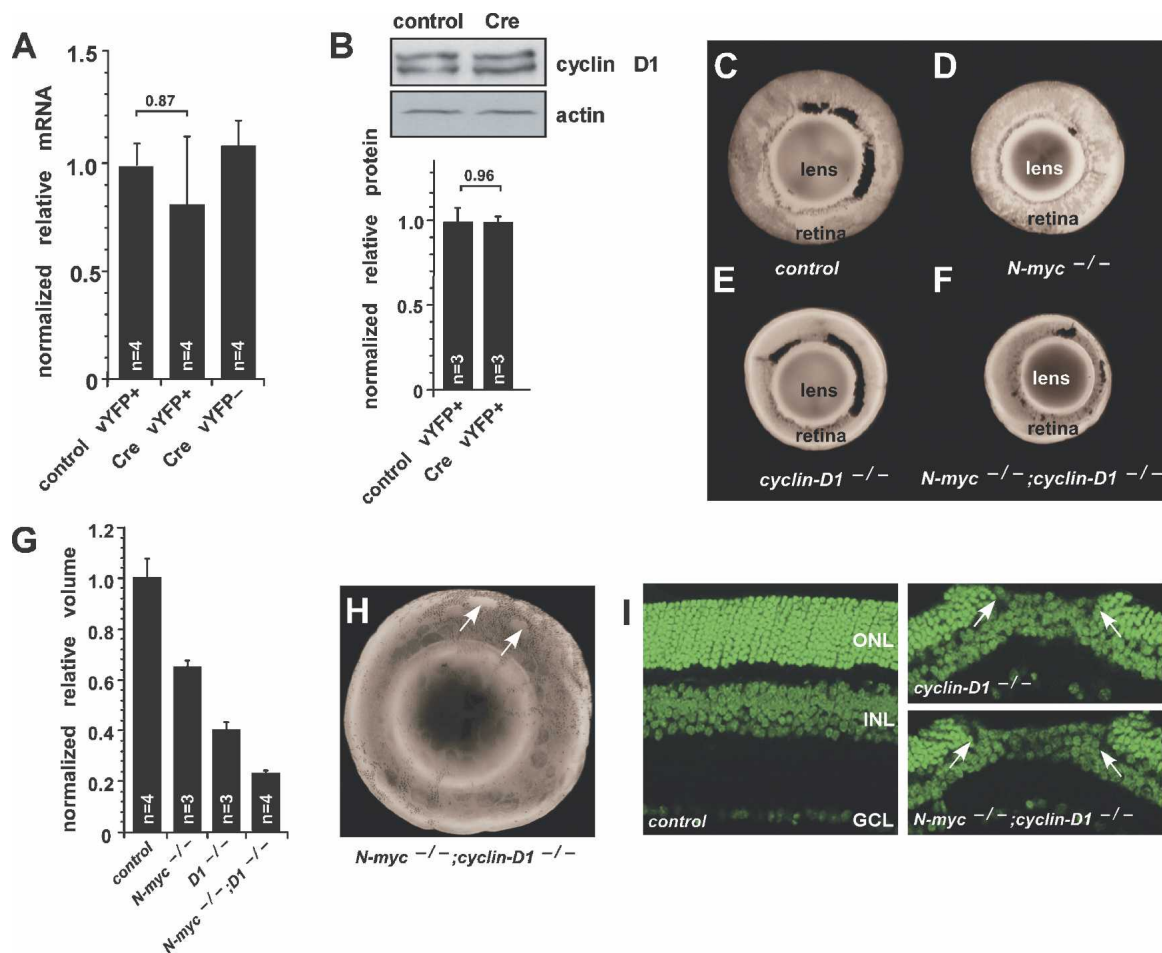 A
normalized relative mRNA
1.5
1.0
0.5
0
0.87
n=4
n=4
n=4
control vYFP+
Cre vYFP+
Cre vYFP–
B
control Cre
cyclin D1
actin
normalized relative protein
1.0
0.5
0
0.96
n=3
n=3
control vYFP+
Cre vYFP+
C
lens
retina
control
D
lens
retina
N-myc –/–
E
lens
retina
cyclin-D1 –/–
F
lens
retina
N-myc –/–;cyclin-D1 –/–
G
normalized relative volume
1.2
1.0
0.8
0.6
0.4
0.2
0
n=4
n=3
n=3
n=4
control
N-myc –/–
D1 –/–
N-myc –/–;D1 –/–
H
N-myc –/–;cyclin-D1 –/–
I
ONL
INL
GCL
control
cyclin-D1 –/–
N-myc –/–;cyclin-D1 –/–